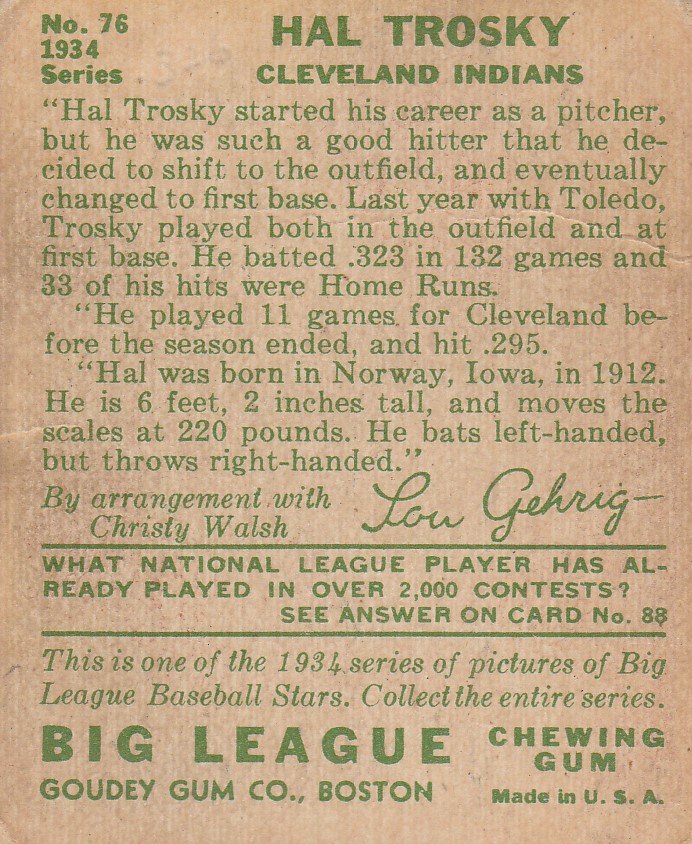 No. 76
1934
Series
HAL TROSKY
CLEVELAND INDIANS
"Hal Trosky started his career as a pitcher,
but he was such a good hitter that he de-
cided to shift to the outfield, and eventually
changed to first base. Last year with Toledo,
Trosky played both in the outfield and at
first base. He batted .323 in 132 games and
33 of his hits were Home Runs.
"He played 11 games for Cleveland be-
fore the season ended, and hit .295.
"Hal was born in Norway, Iowa, in 1912.
He is 6 feet, 2 inches tall, and moves the
scales at 220 pounds. He bats left-handed,
but throws right-handed."
By arrangement with
Christy Walsh
Lou Gehrig
WHAT NATIONAL LEAGUE PLAYER HAS AL-
READY PLAYED IN OVER 2,000 CONTESTS?
SEE ANSWER ON CARD No. 88
This is one of the 1934 series of pictures of Big
League Baseball Stars. Collect the entire series.
BIG LEAGUE
CHEWING
GUM
GOUDEY GUM CO., BOSTON
Made in U. S. A.